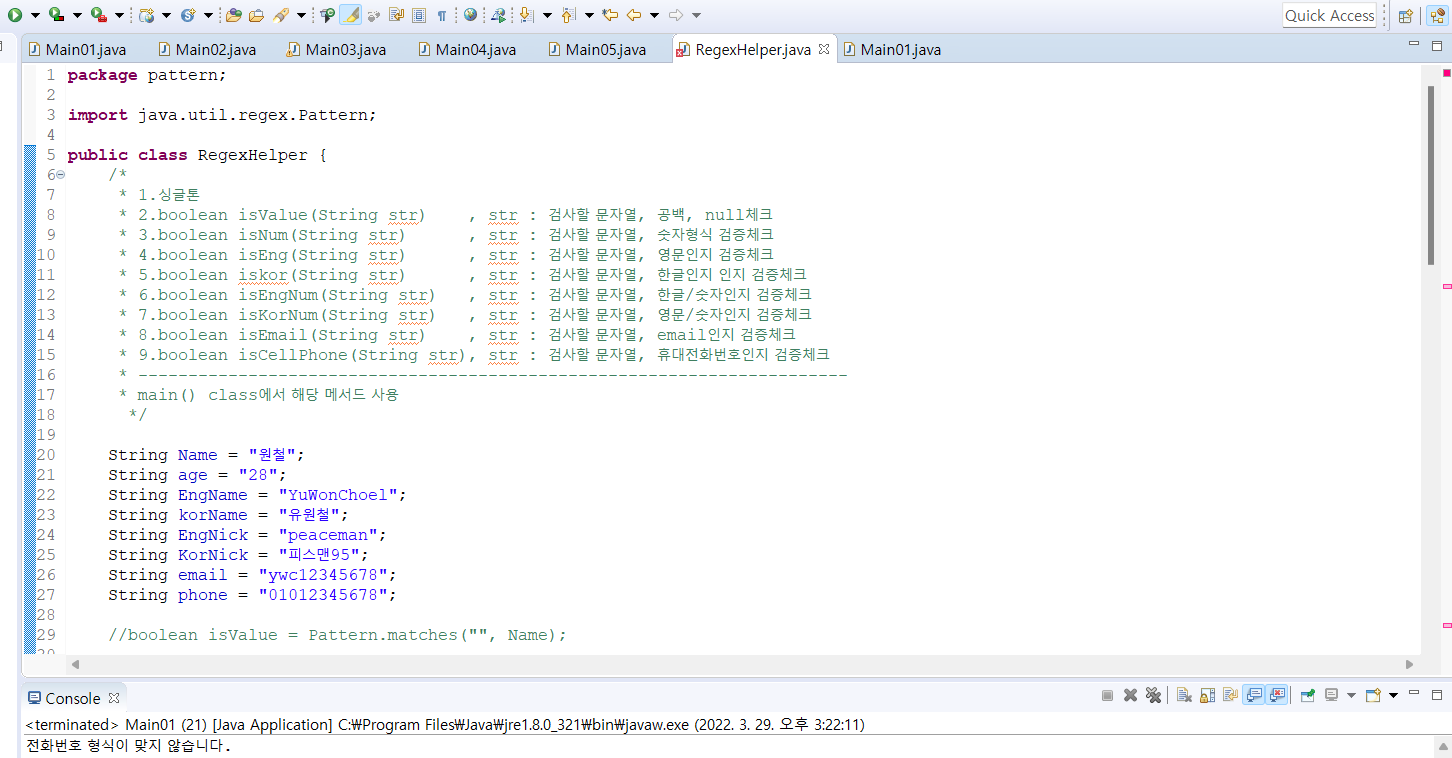 Quick Access
Main01.java Main02.java Main03.java Main04.java Main05.java RegexHelper.java Main01.java
1 package pattern;
2
3 import java.util.regex.Pattern;
4
5 public class RegexHelper {
6 /*
7 * 1.싱글톤
8 * 2.boolean isValue(String str) , str : 검사할 문자열, 공백, null체크
9 * 3.boolean isNum(String str) , str : 검사할 문자열, 숫자형식 검증체크
10 * 4.boolean isEng(String str) , str : 검사할 문자열, 영문인지 검증체크
11 * 5.boolean iskor(String str) , str : 검사할 문자열, 한글인지 인지 검증체크
12 * 6.boolean isEngNum(String str) , str : 검사할 문자열, 한글/숫자인지 검증체크
13 * 7.boolean isKorNum(String str) , str : 검사할 문자열, 영문/숫자인지 검증체크
14 * 8.boolean isEmail(String str) , str : 검사할 문자열, email인지 검증체크
15 * 9.boolean isCellPhone(String str), str : 검사할 문자열, 휴대전화번호인지 검증체크
16 * -----------------------------------------------------------------------
17 * main() class에서 해당 메서드 사용
18 */
19
20 String Name = "원철";
21 String age = "28";
22 String EngName = "YuWonChoel";
23 String korName = "유원철";
24 String EngNick = "peaceman";
25 String KorNick = "피스맨95";
26 String email = "ywc12345678";
27 String phone = "01012345678";
28
29 //boolean isValue = Pattern.matches("", Name);
Console
<terminated> Main01 (21) [Java Application] C:₩Program Files₩Java₩jre1.8.0_321₩bin₩javaw.exe (2022. 3. 29. 오후 3:22:11)
전화번호 형식이 맞지 않습니다.